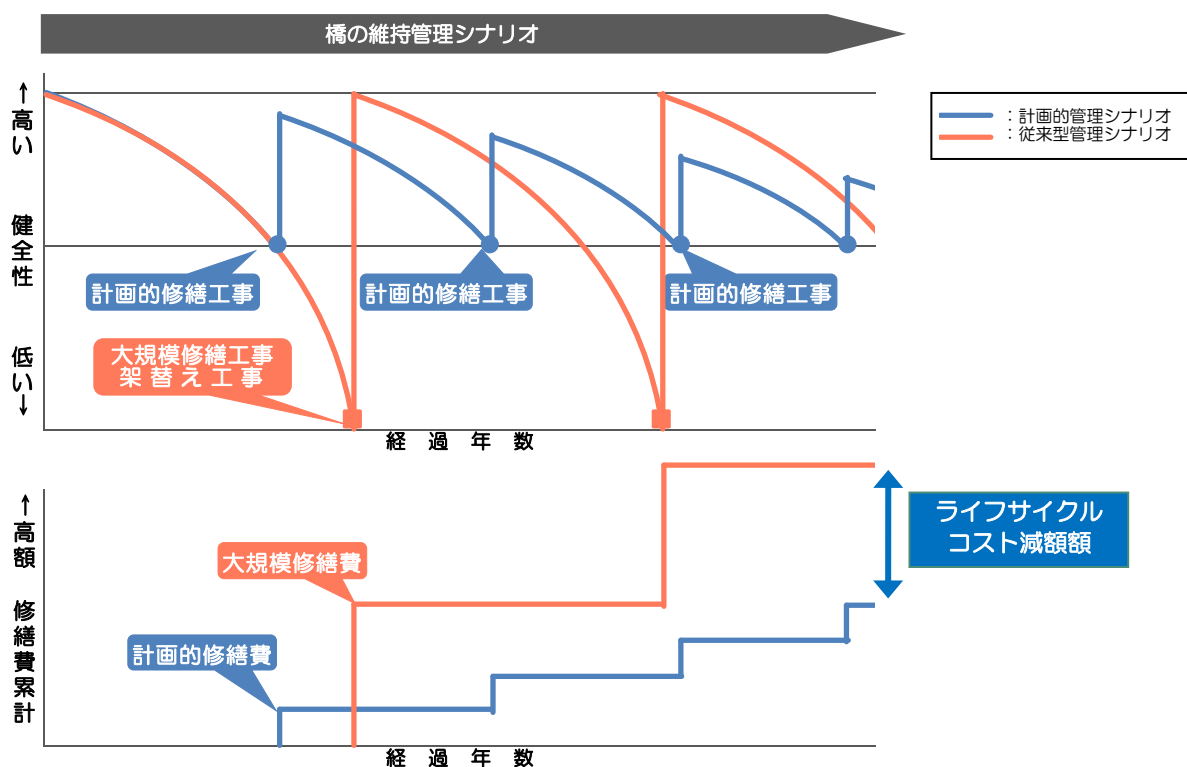 橋の維持管理シナリオ
：計画的管理シナリオ
：従来型管理シナリオ
↑高い 健全性 低い↓
計画的修繕工事
計画的修繕工事
計画的修繕工事
大規模修繕工事
架替え工事
経過年数
↑高額 修繕費累計
大規模修繕費
計画的修繕費
ライフサイクル
コスト減額額
経過年数